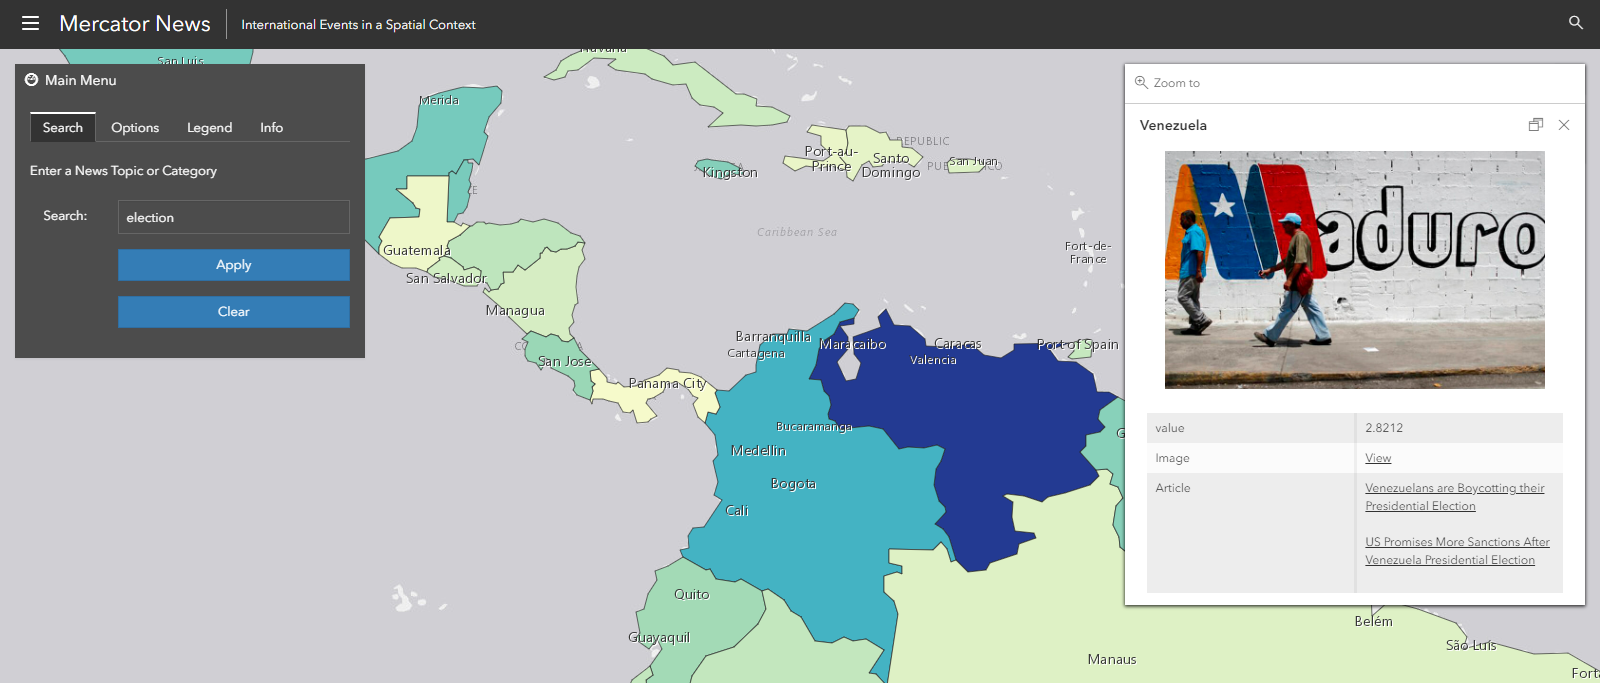 Mercator News
International Events in a Spatial Context
Main Menu
Search Options Legend Info
Enter a News Topic or Category
Search: election
Apply
Clear
Zoom to
Venezuela
aduro
value 2.8212
Image View
Article Venezuelans are Boycotting their
Presidential Election
US Promises More Sanctions After
Venezuela Presidential Election
Havana
San Luis
Merida
REPUBLIC
Port-au-
Prince
Santo
Domingo
San Juan
Kingston
Caribbean Sea
Fort-de-
France
Guatemala
San Salvador
Managua
San Jose
Panama City
Barranquilla
Cartagena
Maracaibo
Caracas
Valencia
Port of Spain
Bucaramanga
Medellin
Bogota
Cali
Quito
Guayaquil
Belém
São Luís
Manaus
Fort